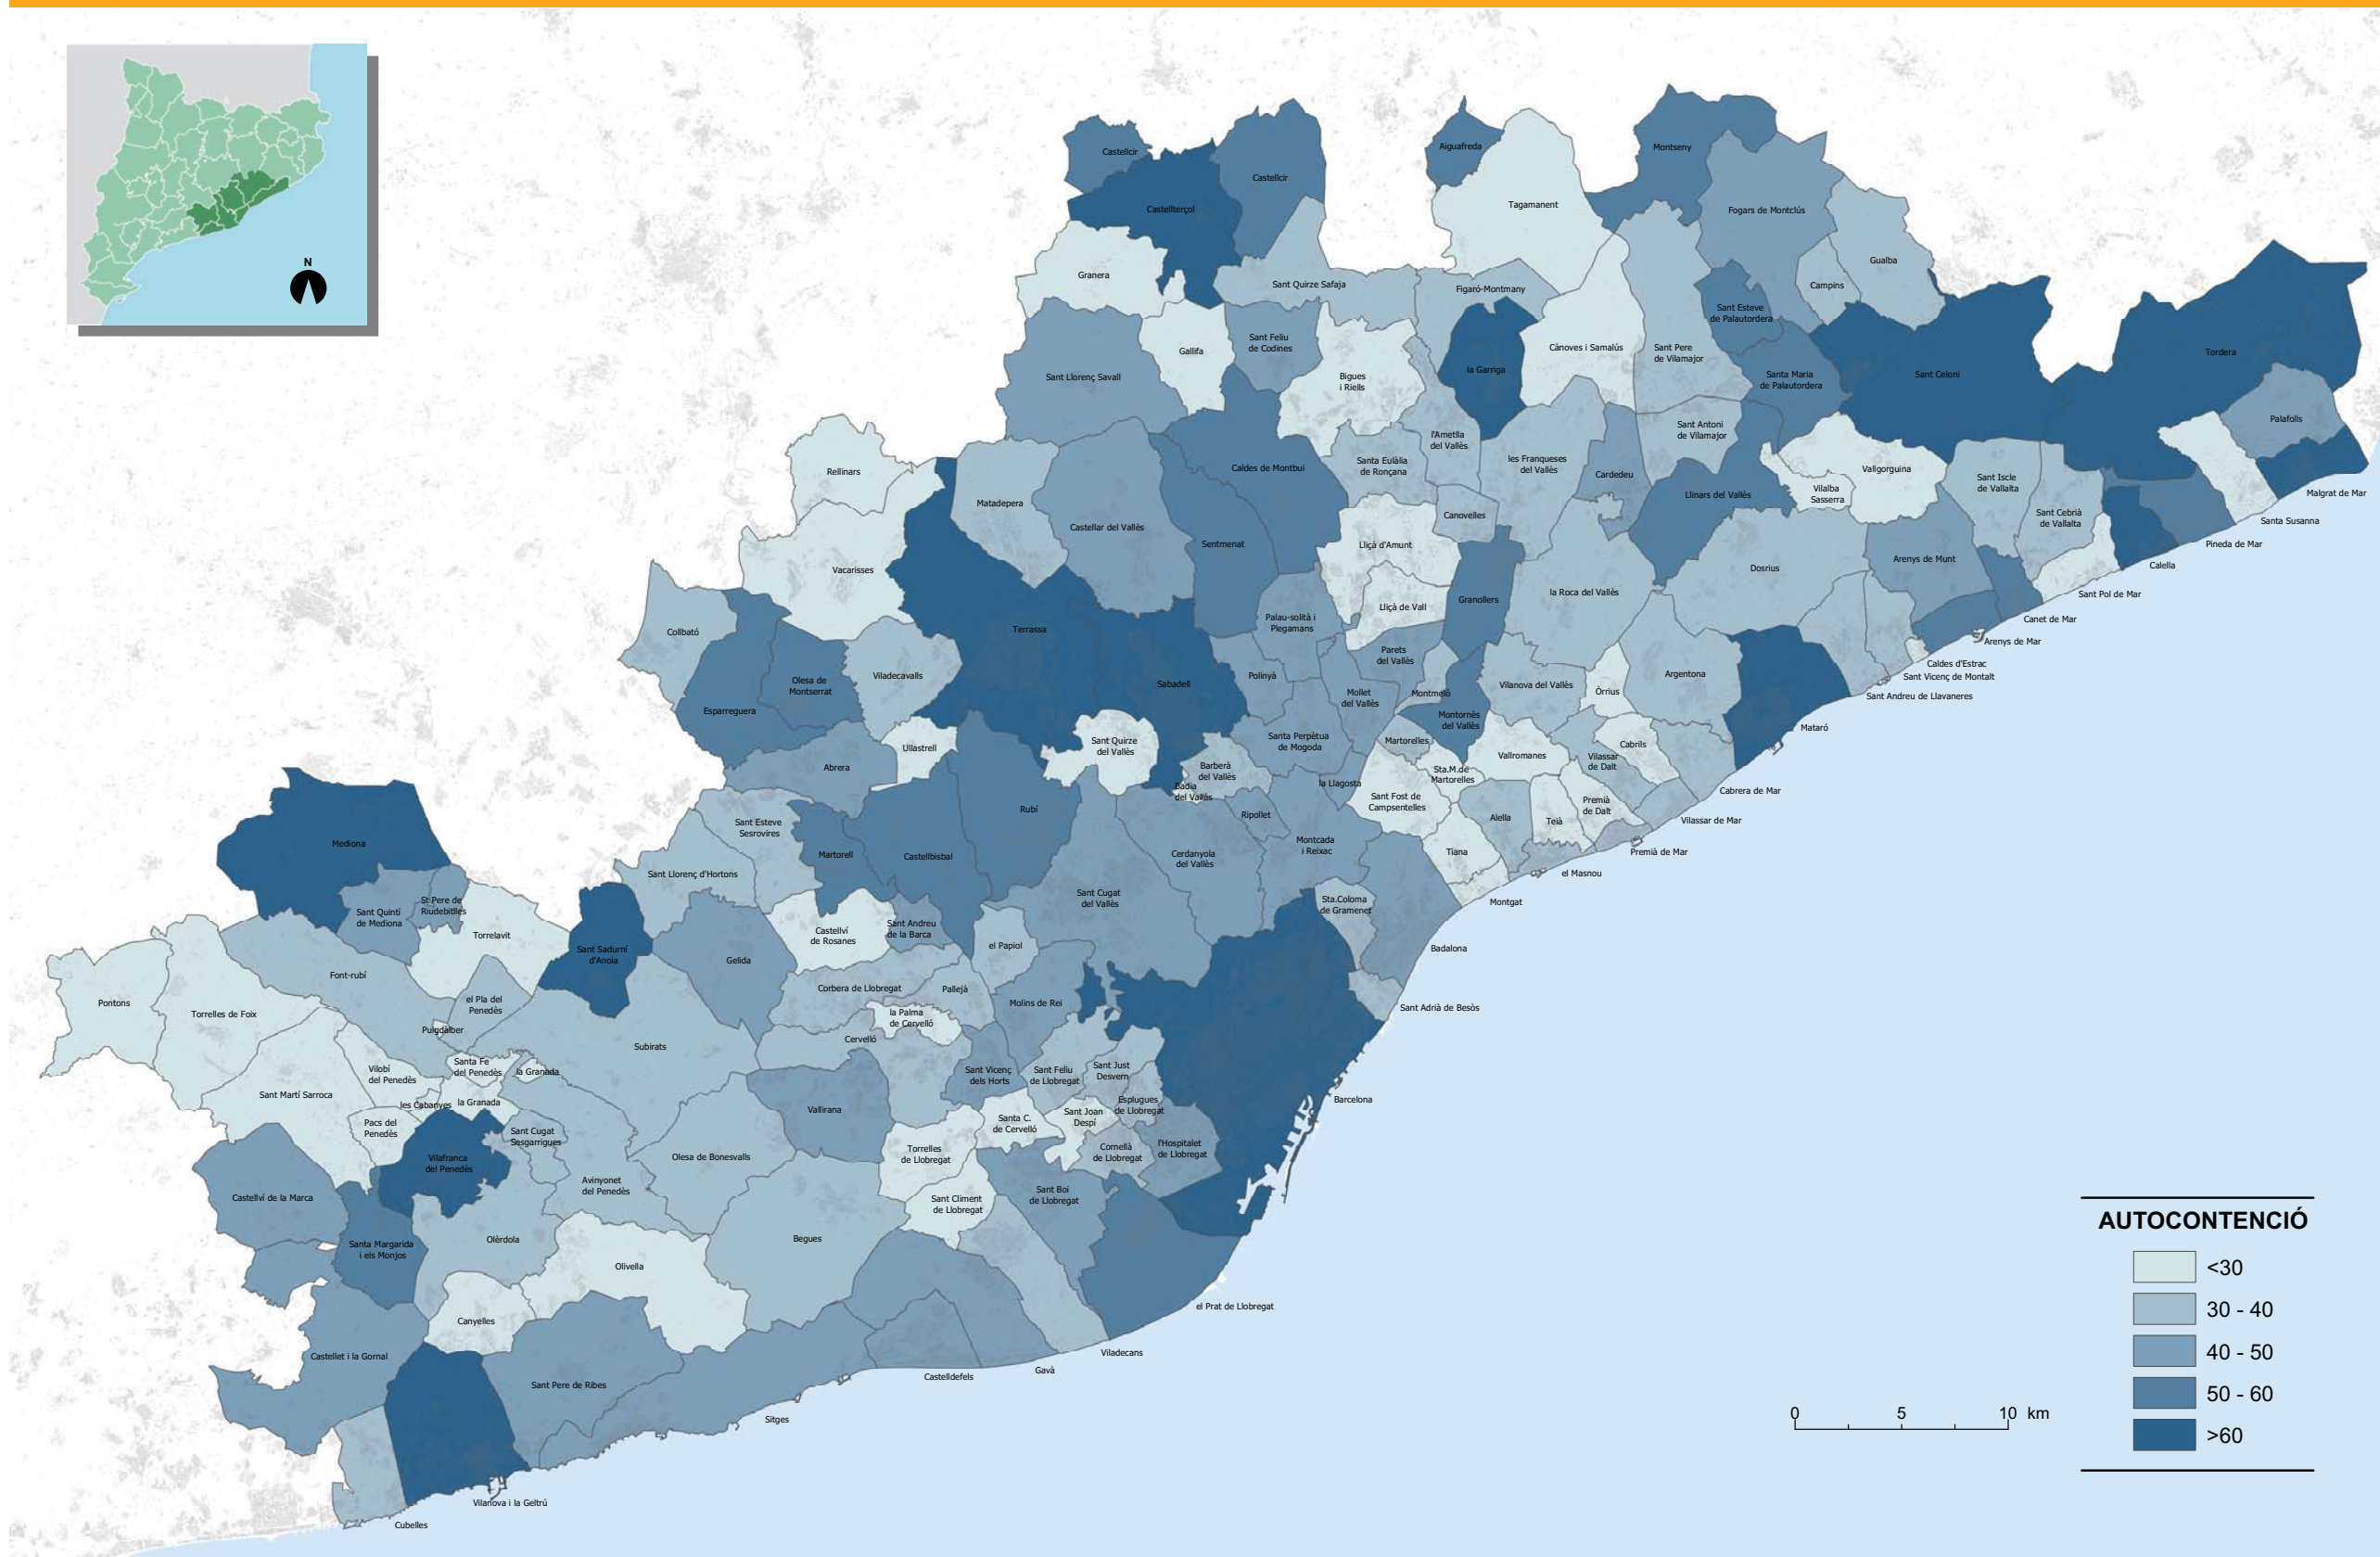 N
Castellcir
Castellcir
Castellterçol
Aiguafreda
Montseny
Tagamanent
Fogars de Montclús
Gualba
Granera
Sant Quirze Safaja
Figaró-Montmany
Campins
Sant Esteve
de Palautordera
Tordera
Gallifa
Sant Feliu
de Codines
Cànoves i Samalús
Sant Pere
de Vilamajor
Sant Llorenç Savall
Bigues
i Riells
la Garriga
Santa Maria
de Palautordera
Sant Celoni
Palafolls
l'Ametlla
del Vallès
Sant Antoni
de Vilamajor
Rellinars
Caldes de Montbui
Santa Eulàlia
de Ronçana
les Franqueses
del Vallès
Cardedeu
Vallgorguina
Vilalba
Sasserra
Sant Iscle
de Vallalta
Malgrat de Mar
Matadepera
Llinars del Vallès
Canovelles
Sant Cebrià
de Vallalta
Santa Susanna
Castellar del Vallès
Sentmenat
Lliçà d'Amunt
Pineda de Mar
Vacarisses
Dosrius
Arenys de Munt
Calella
la Roca del Vallès
Granollers
Lliçà de Vall
Sant Pol de Mar
Collbató
Terrassa
Palau-solità i
Plegamans
Canet de Mar
Arenys de Mar
Parets
del Vallès
Caldes d'Estrac
Sant Vicenç de Montalt
Sant Andreu de Llavaneres
Olesa de
Montserrat
Viladecavalls
Sabadell
Polinyà
Mollet
del Vallès
Montmeló
Vilanova del Vallès
Òrrius
Argentona
Esparreguera
Montornès
del Vallès
Mataró
Ullastrell
Sant Quirze
del Vallès
Santa Perpètua
de Mogoda
Martorelles
Vallromanes
Cabrils
Vilassar
de Dalt
Abrera
Barberà
del Vallès
Sta.M.de
Martorelles
Badia
del Vallès
la Llagosta
Cabrera de Mar
Rubí
Sant Fost de
Campsentelles
Premià
de Dalt
Sant Esteve
Sesrovires
Ripollet
Alella
Teià
Vilassar de Mar
Mediona
Martorell
Castellbisbal
Cerdanyola
del Vallès
Montcada
i Reixac
Tiana
Premià de Mar
Sant Llorenç d'Hortons
el Masnou
Sant Cugat
del Vallès
Sta.Coloma
de Gramenet
Montgat
St Pere de
Riudebitlles
Sant Quintí
de Mediona
Torrelavit
Sant Andreu
de la Barca
Castellví
de Rosanes
el Papiol
Badalona
Sant Sadurní
d'Anoia
Gelida
Font-rubí
Corbera de Llobregat
Pallejà
Molins de Rei
Sant Adrià de Besòs
Pontons
Torrelles de Foix
el Pla del
Penedès
la Palma
de Cervelló
Puigdàlber
Cervelló
Subirats
Santa Fe
del Penedès
la Granada
Vilobí
del Penedès
Sant Vicenç
dels Horts
Sant Feliu
de Llobregat
Sant Just
Desvern
Sant Martí Sarroca
les Cabanyes
la Granada
Vallirana
Esplugues
de Llobregat
Barcelona
Pacs del
Penedès
Sant Cugat
Sesgarrigues
Santa C.
de Cervelló
Sant Joan
Despí
Vilafranca
del Penedès
Olesa de Bonesvalls
Torrelles
de Llobregat
Cornellà
de Llobregat
l'Hospitalet
de Llobregat
Castellví de la Marca
Avinyonet
del Penedès
Sant Climent
de Llobregat
Sant Boi
de Llobregat
Santa Margarida
i els Monjos
Olèrdola
Begues
Olivella
el Prat de Llobregat
Canyelles
Castellet i la Gornal
Viladecans
Gavà
Castelldefels
Sant Pere de Ribes
Sitges
Vilanova i la Geltrú
Cubelles
AUTOCONTENCIÓ
<30
30 - 40
40 - 50
50 - 60
>60
0 5 10 km